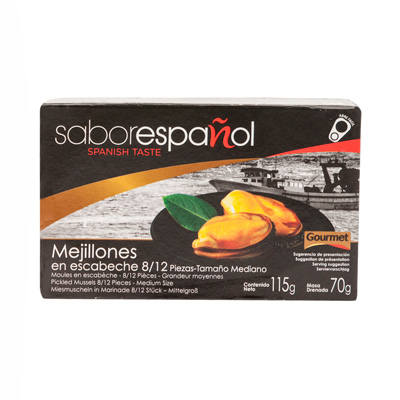 saborespañol
SPANISH TASTE
Gourmet
Mejillones
en escabeche 8/12 Piezas-Tamaño Mediano
Moules en escabèche - 8/12 Pièces - Grandeur moyennes
Pickled Mussels 8/12 Pieces - Medium Size
Miesmuschein in Marinade 8/12 Stück – Mittelgroß
Sugerencia de presentación
Suggestion de présentation
Serving suggestion
Serviervorschlag
Contenido
Neto 115g
Masa
Drenada 70g